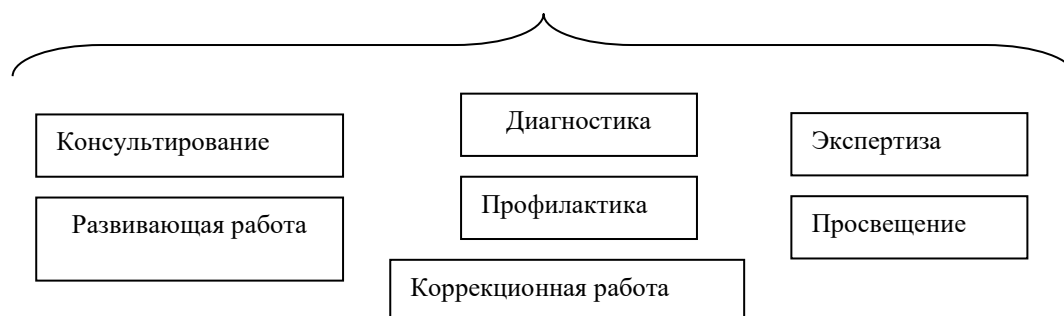 Диагностика
Консультирование
Экспертиза
Профилактика
Развивающая работа
Просвещение
Коррекционная работа